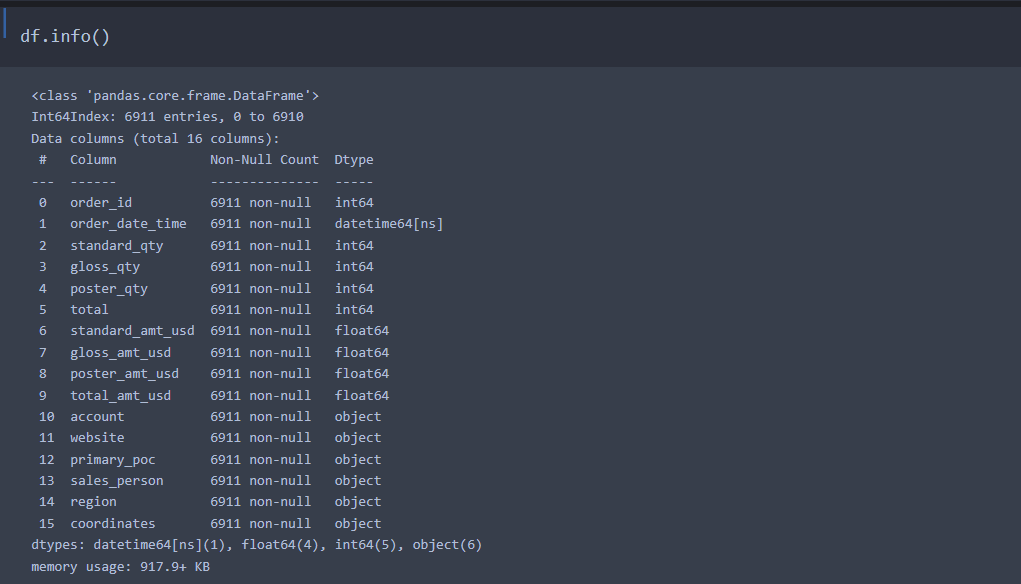 df.info()
<class 'pandas.core.frame.DataFrame'>
Int64Index: 6911 entries, 0 to 6910
Data columns (total 16 columns):
 #   Column            Non-Null Count  Dtype
---  ------            --------------  -----
 0   order_id          6911 non-null   int64
 1   order_date_time   6911 non-null   datetime64[ns]
 2   standard_qty      6911 non-null   int64
 3   gloss_qty         6911 non-null   int64
 4   poster_qty        6911 non-null   int64
 5   total             6911 non-null   int64
 6   standard_amt_usd  6911 non-null   float64
 7   gloss_amt_usd     6911 non-null   float64
 8   poster_amt_usd    6911 non-null   float64
 9   total_amt_usd     6911 non-null   float64
 10  account           6911 non-null   object
 11  website           6911 non-null   object
 12  primary_poc       6911 non-null   object
 13  sales_person      6911 non-null   object
 14  region            6911 non-null   object
 15  coordinates       6911 non-null   object
dtypes: datetime64[ns](1), float64(4), int64(5), object(6)
memory usage: 917.9+ KB